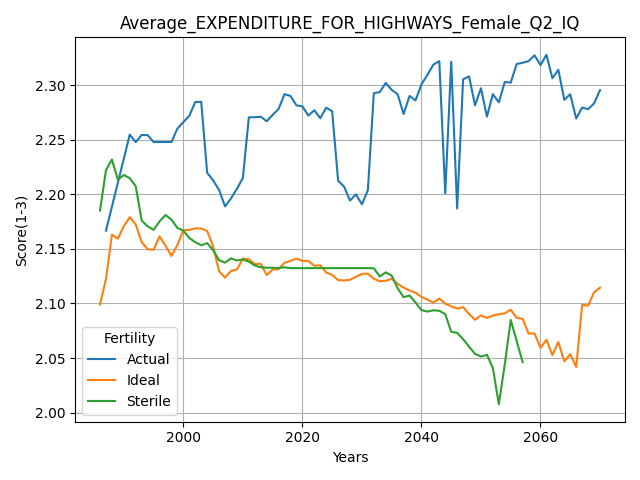 Average_EXPENDITURE_FOR_HIGHWAYS_Female_Q2_IQ
Score(1-3)
2.30
2.25
2.20
2.15
2.10
2.05
2.00
Fertility
Actual
Ideal
Sterile
2000
2020
2040
2060
Years